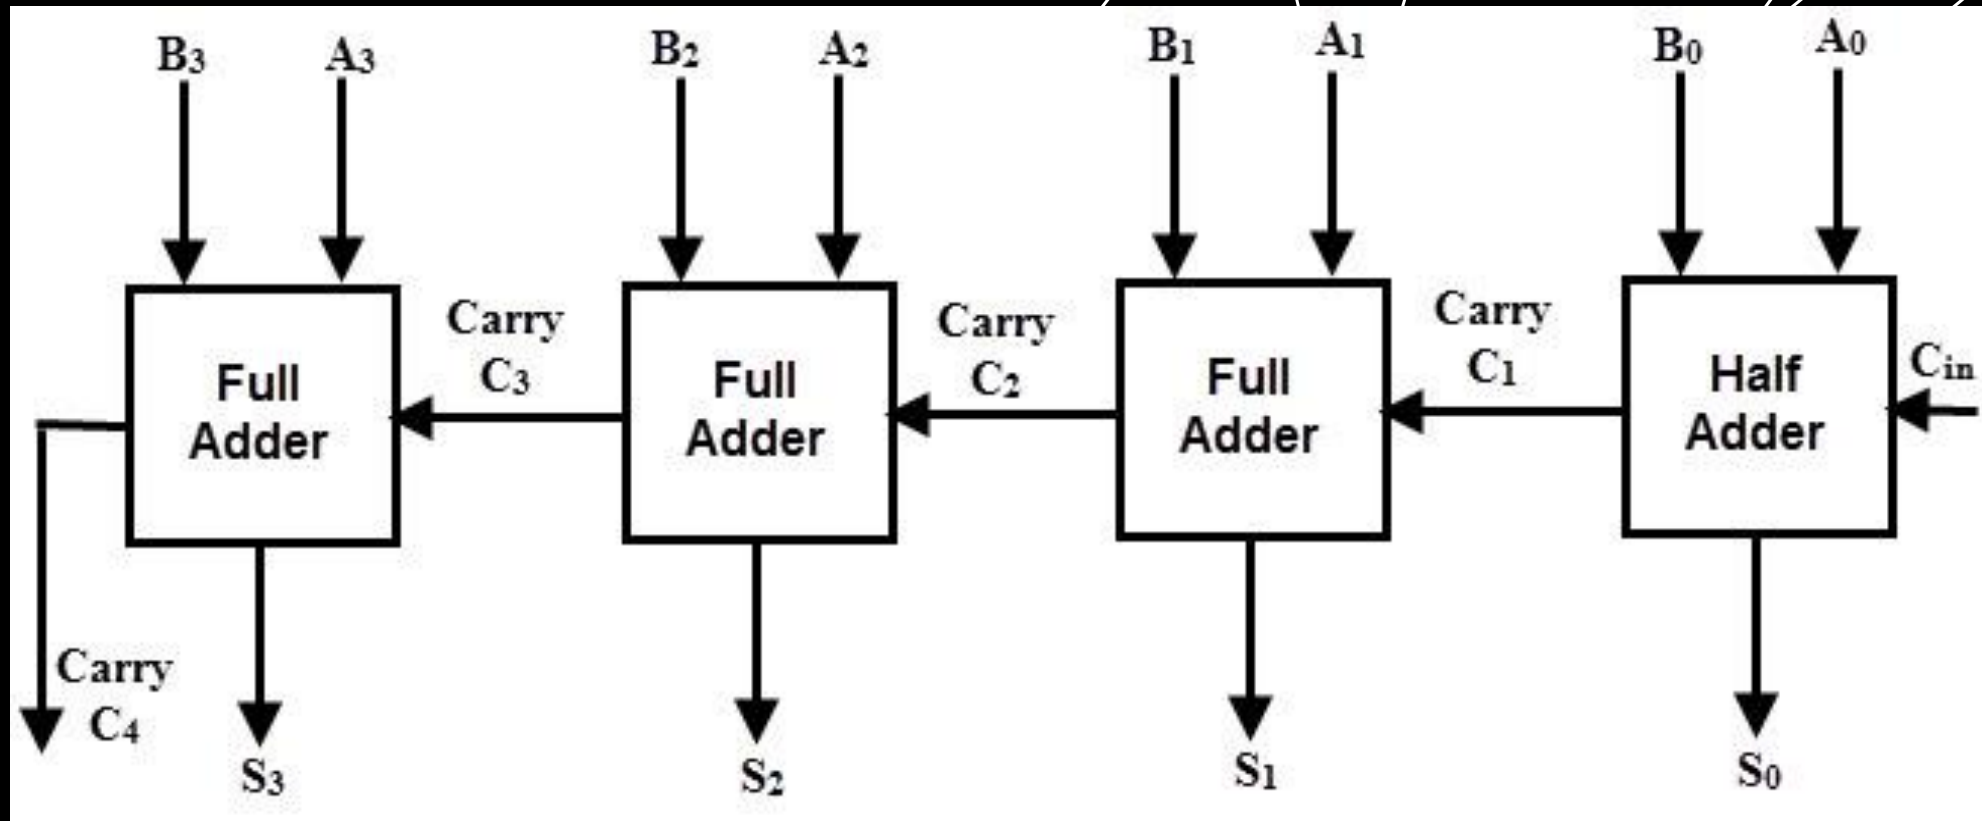 B3 A3 B2 A2 B1 A1 B0 A0
Carry
C3
Carry
C2
Carry
C1
Cin
Full
Adder
Full
Adder
Full
Adder
Half
Adder
Carry
C4
S3 S2 S1 S0